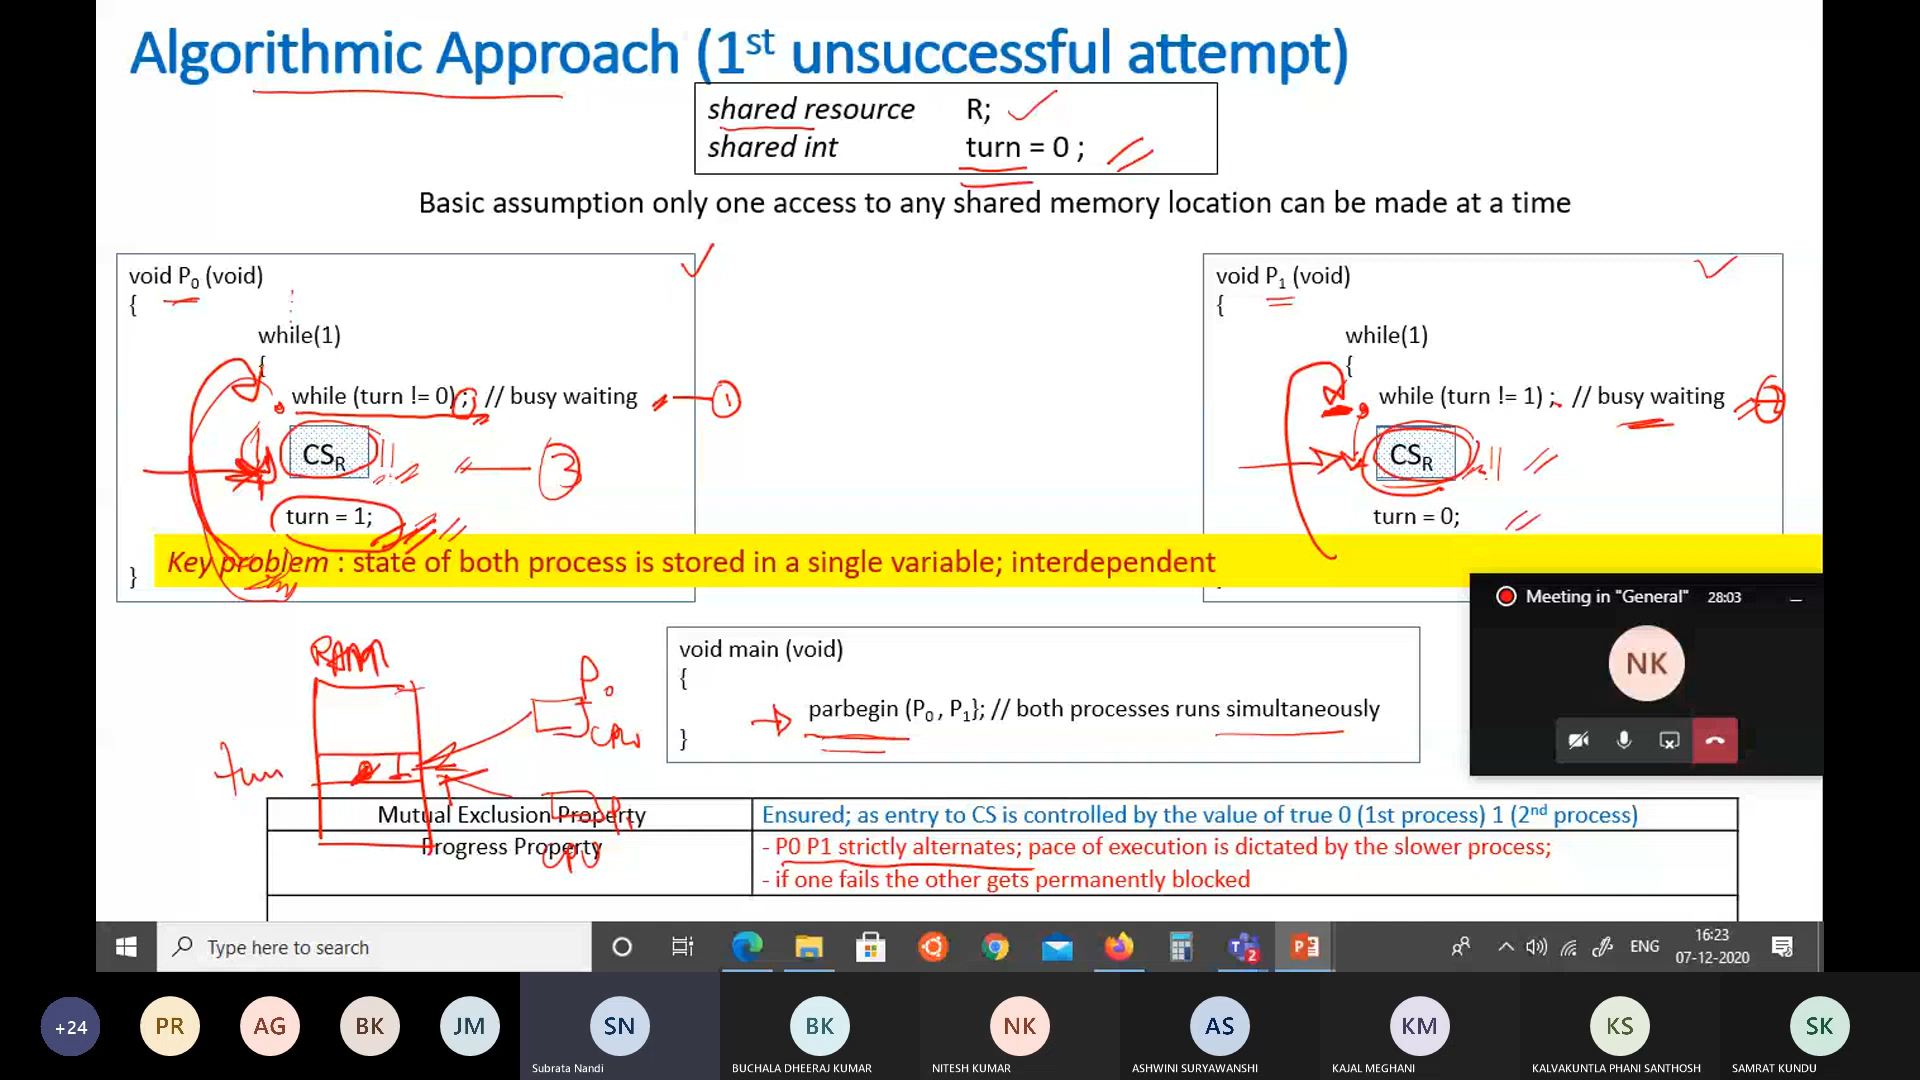 Algorithmic Approach (1st unsuccessful attempt)
shared resource R;
shared int turn = 0 ;
Basic assumption only one access to any shared memory location can be made at a time
void P0 (void)
{
while(1)
{
while (turn != 0) ; // busy waiting
1
CSR
3
turn = 1;
}
void P1 (void)
{
while(1)
{
while (turn != 1) ; // busy waiting
2
CSR
turn = 0;
Key problem : state of both process is stored in a single variable; interdependent
Meeting in "General" 28:03
NK
RAM
turn
1
P0
CPU
P1
CPU
void main (void)
{
parbegin (P0 , P1}; // both processes runs simultaneously
}
Mutual Exclusion Property Ensured; as entry to CS is controlled by the value of true 0 (1st process) 1 (2nd process)
Progress Property - P0 P1 strictly alternates; pace of execution is dictated by the slower process;
- if one fails the other gets permanently blocked
Type here to search
2
ENG
16:23
07-12-2020
+24 PR AG BK JM SN BK NK AS KM KS SK
Subrata Nandi BUCHALA DHEERAJ KUMAR NITESH KUMAR ASHWINI SURYAWANSHI KAJAL MEGHANI KALVAKUNTLA PHANI SANTHOSH SAMRAT KUNDU